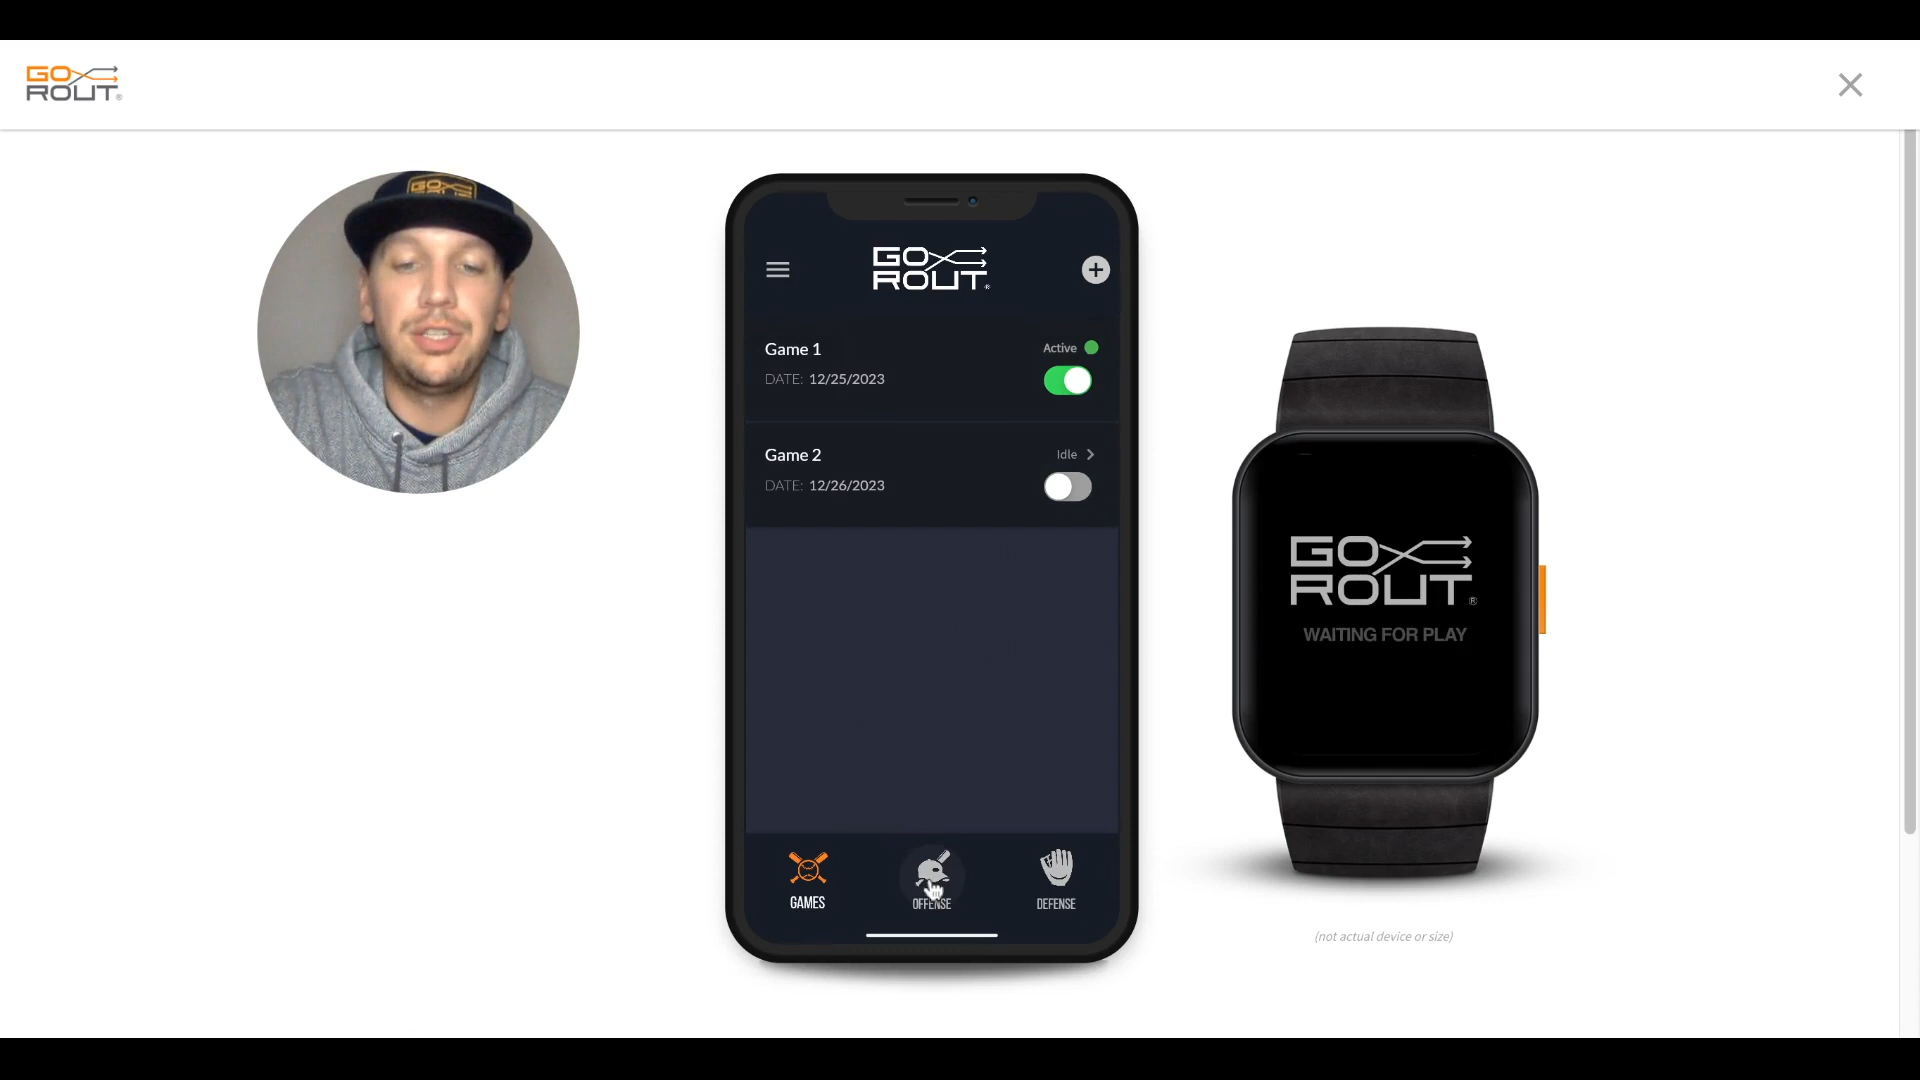 GO
ROUT®
GO
ROUT®
Game 1
Active
DATE: 12/25/2023
Game 2
Idle
DATE: 12/26/2023
GAMES
OFFENSE
DEFENSE
GO
ROUT®
WAITING FOR PLAY
(not actual device or size)